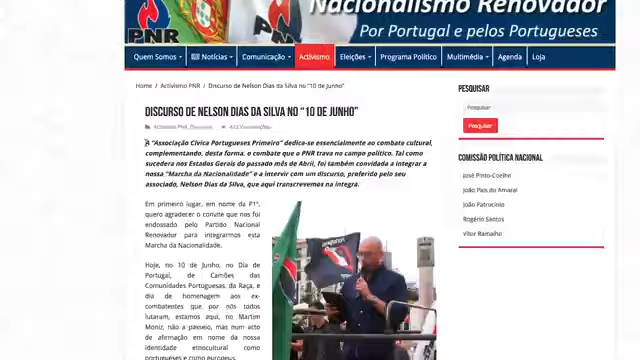 PNR
Nacionalismo Renovador
Por Portugal e pelos Portugueses
Quem Somos
Notícias
Comunicação
Activismo
Eleições
Programa Político
Multimédia
Agenda
Loja
Home / Activismo PNR / Discurso de Nelson Dias da Silva no "10 de Junho"
DISCURSO DE NELSON DIAS DA SILVA NO "10 DE JUNHO"
Activismo PNR,
A "Associação Cívica Portugueses Primeiro" dedica-se essencialmente ao combate cultural,
complementando, desta forma, o combate que o PNR trava no campo político. Tal como
sucedera nos Estados Gerais do passado mês de Abril, foi também convidada a integrar a
nossa "Marcha da Nacionalidade" e a intervir com um discurso, preferido pelo seu
associado, Nelson Dias da Silva, que aqui transcrevemos na íntegra.
Em primeiro lugar, em nome da P1º,
quero agradecer o convite que nos foi
endossado pelo Partido Nacional
Renovador para integrarmos esta
Marcha da Nacionalidade.
Hoje, no 10 de Junho, no Dia de
Portugal, de Camões das
Comunidades Portuguesas, da Raça, e
dia de homenagem aos ex-
combatentes que por nós todos
lutaram, estamos aqui, no Martim
Moniz, não a passeio, mas num acto
de afirmação em nome da nossa
identidade etnocultural como
portugueses e como europeus.
PESQUISAR
Pesquisar
Pesquisar
COMISSÃO POLÍTICA NACIONAL
José Pinto-Coelho
João Pais do Amaral
João Patrocínio
Rogério Santos
Vítor Ramalho